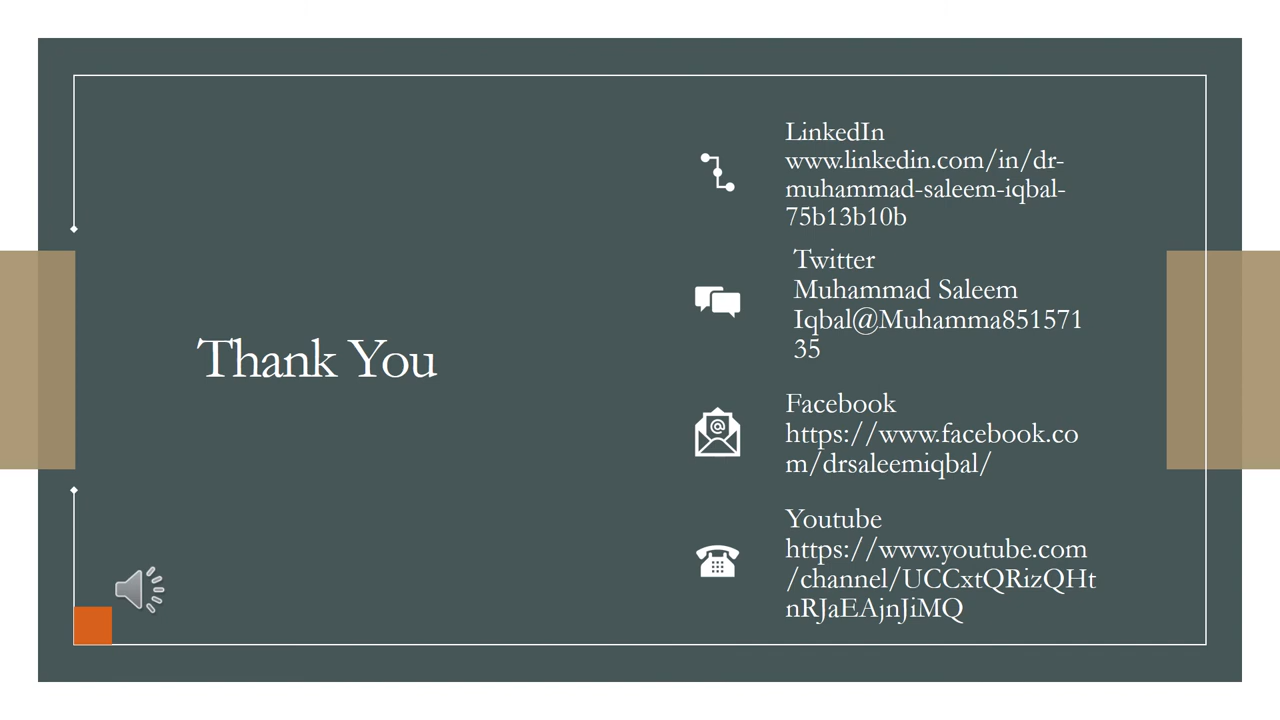 Thank You
LinkedIn
www.linkedin.com/in/dr-
muhammad-saleem-iqbal-
75b13b10b
Twitter
Muhammad Saleem
Iqbal@Muhamma851571
35
Facebook
https://www.facebook.co
m/drsaleemiqbal/
Youtube
https://www.youtube.com
/channel/UCCxtQRizQHt
nRJaEAjnJiMQ